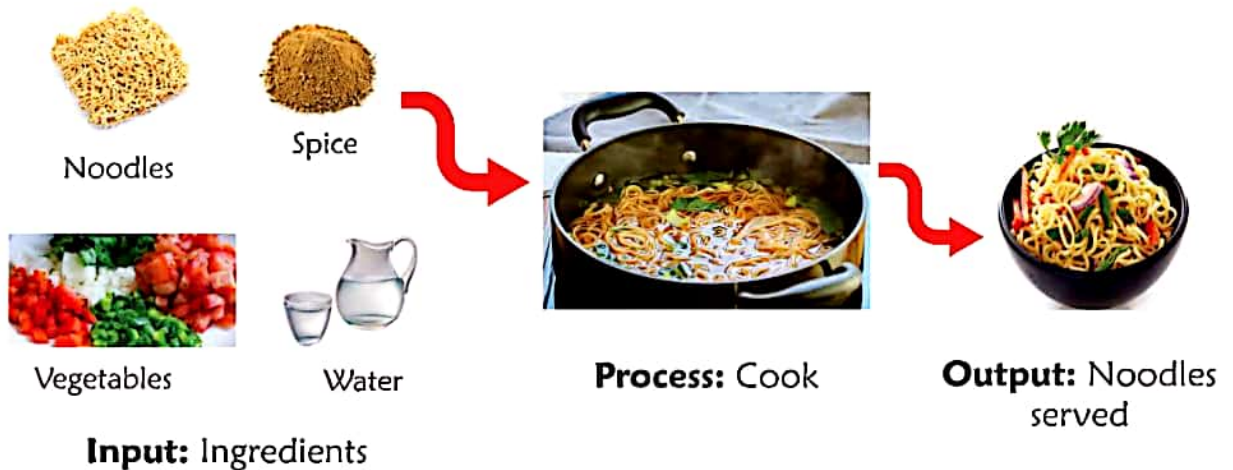 Noodles
Spice
Vegetables
Water
Input: Ingredients
Process: Cook
Output: Noodles
served